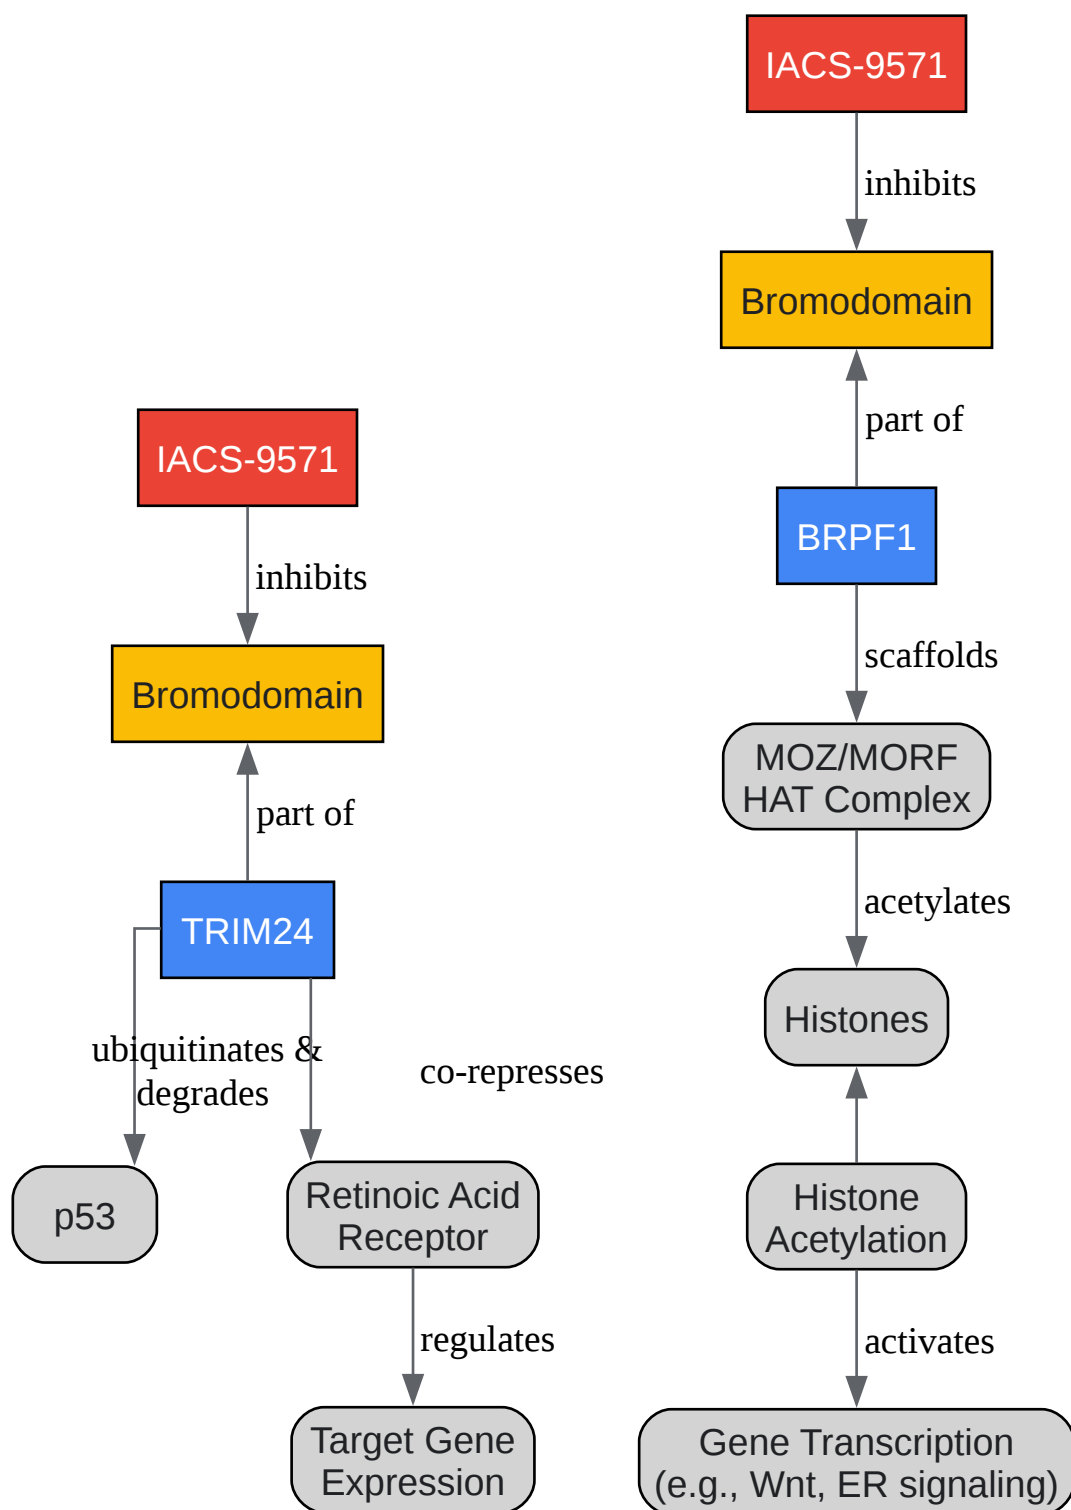 IACS-9571
inhibits
Bromodomain
part of
TRIM24
ubiquitinates &
degrades
co-represses
p53
Retinoic Acid
Receptor
regulates
Target Gene
Expression
IACS-9571
inhibits
Bromodomain
part of
BRPF1
scaffolds
MOZ/MORF
HAT Complex
acetylates
Histones
Histone
Acetylation
activates
Gene Transcription
(e.g., Wnt, ER signaling)